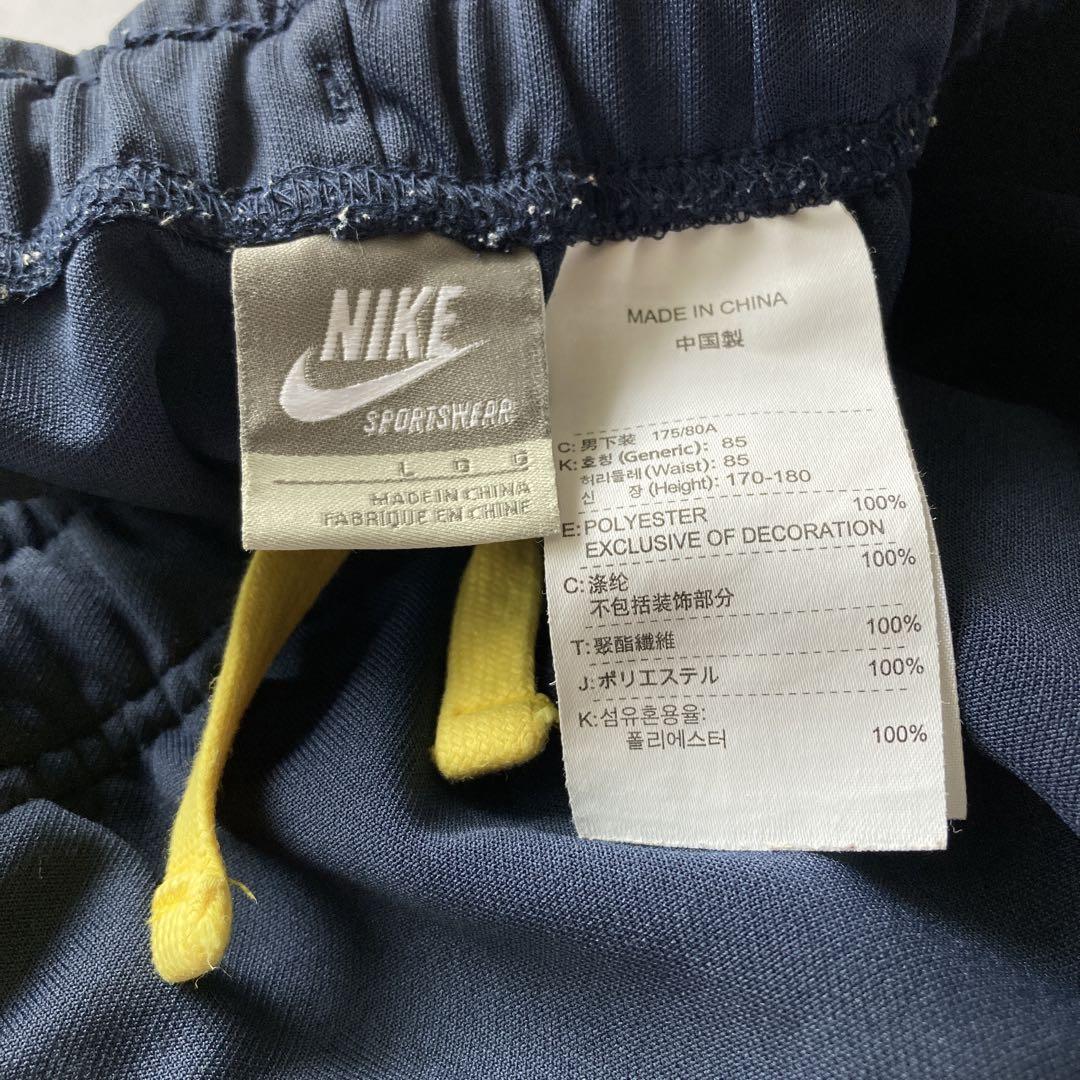 NIKE
SPORTSWEAR
L G G
MADE IN CHINA
FABRIQUE EN CHINE
MADE IN CHINA
中国製
C: 男下装 175/80A
K: 호칭 (Generic): 85
허리둘레 (Waist): 85
신 장 (Height): 170-180
100%
E: POLYESTER
EXCLUSIVE OF DECORATION
100%
C: 涤纶
不包括装饰部分
100%
T: 聚酯纖維
100%
J: ポリエステル
K: 섬유혼용율:
폴리에스터 100%